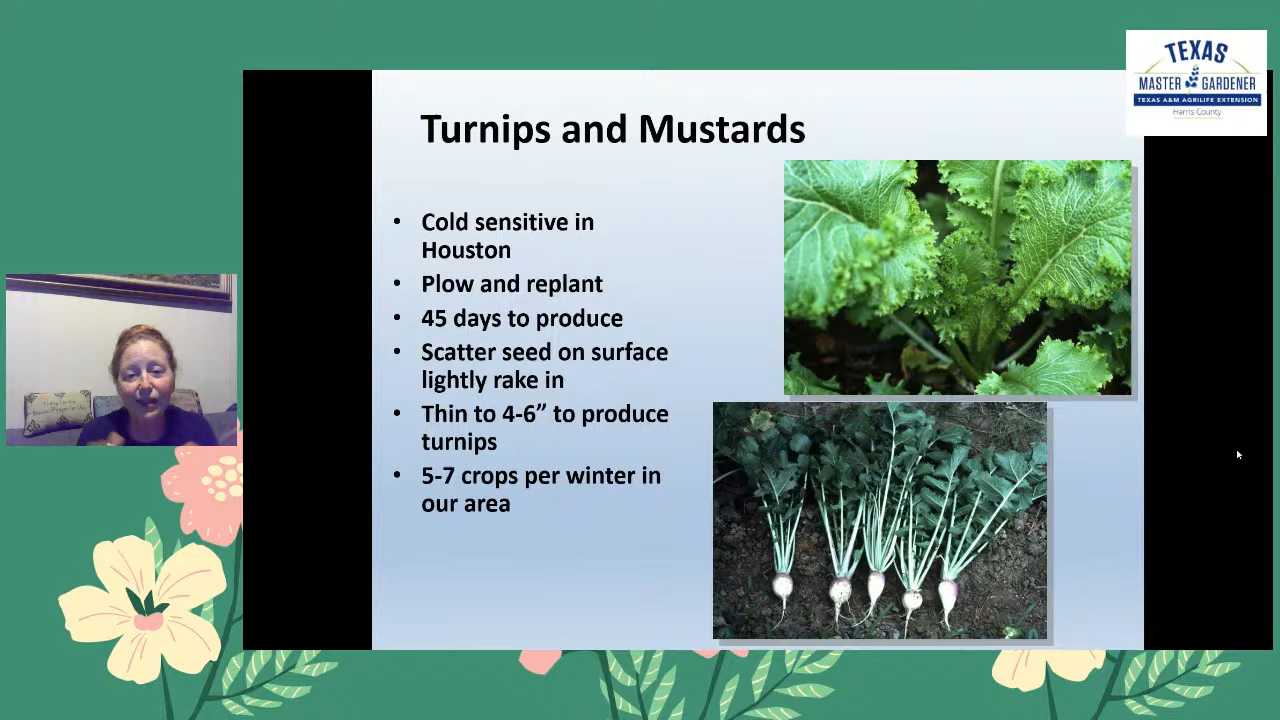 TEXAS
MASTER GARDENER
TEXAS A&M AGRILIFE EXTENSION
Harris County
Turnips and Mustards
• Cold sensitive in
Houston
• Plow and replant
• 45 days to produce
• Scatter seed on surface
lightly rake in
• Thin to 4-6” to produce
turnips
• 5-7 crops per winter in
our area